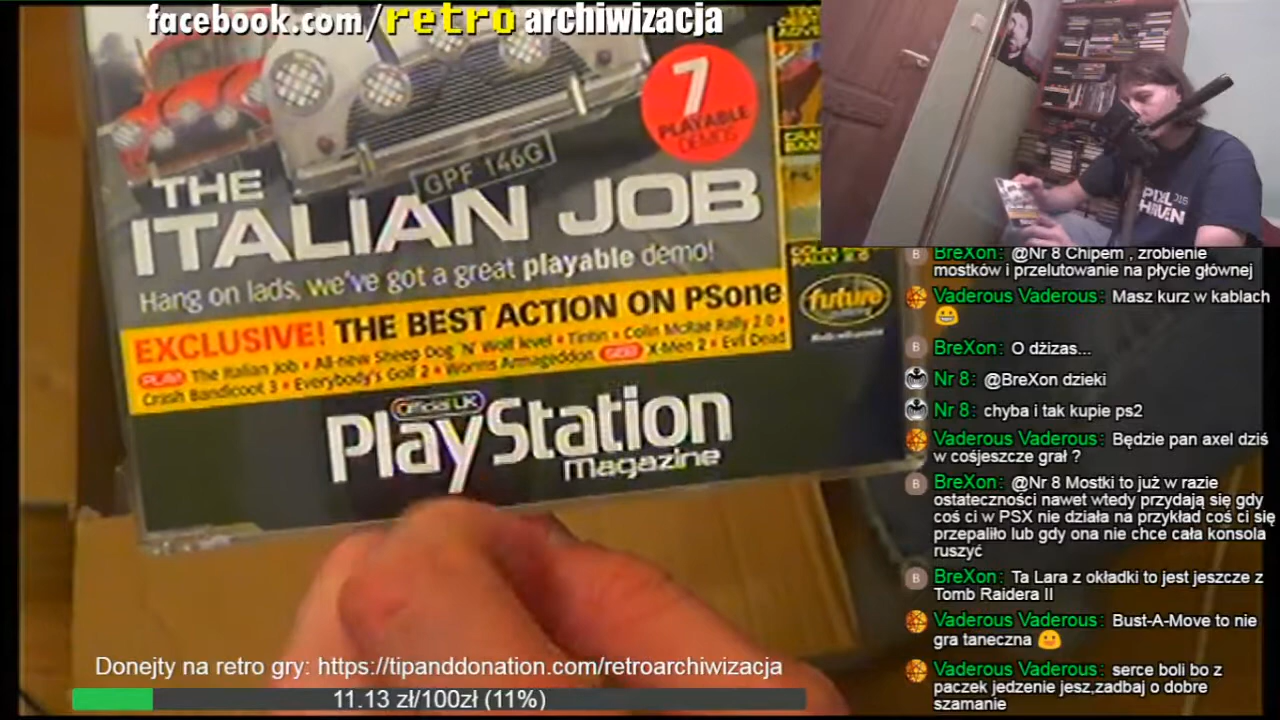 facebook.com/retro archiwizacja
7
PLAYABLE
DEMOS
GPF 146G
THE
ITALIAN JOB
Hang on lads, we've got a great playable demo!
EXCLUSIVE! THE BEST ACTION ON PSone
PLAY! The Italian Job • All-new Sheep Dog 'N' Wolf level • Tintin • Colin McRae Rally 2.0 •
Crash Bandicoot 3 • Everybody's Golf 2 • Worms Armageddon X-Men 2 • Evil Dead
future
Official UK
PlayStation
Magazine
PIXEL
HEAVEN
BreXon: @Nr 8 Chipem , zrobienie
mostków i przelutowanie na płycie głównej
Vaderous Vaderous: Masz kurz w kablach
😀
BreXon: O dżizas...
Nr 8: @BreXon dzieki
Nr 8: chyba i tak kupie ps2
Vaderous Vaderous: Będzie pan axel dziś
w cośjeszcze grał ?
BreXon: @Nr 8 Mostki to już w razie
ostateczności nawet wtedy przydają się gdy
coś ci w PSX nie działa na przykład coś ci się
przepaliło lub gdy ona nie chce cała konsola
ruszyć
BreXon: Ta Lara z okładki to jest jeszcze z
Tomb Raidera II
Vaderous Vaderous: Bust-A-Move to nie
gra taneczna 😛
Vaderous Vaderous: serce boli bo z
paczek jedzenie jesz,zadbaj o dobre
szamanie
Donejty na retro gry: https://tipanddonation.com/retroarchiwizacja
11.13 zł/100zł (11%)